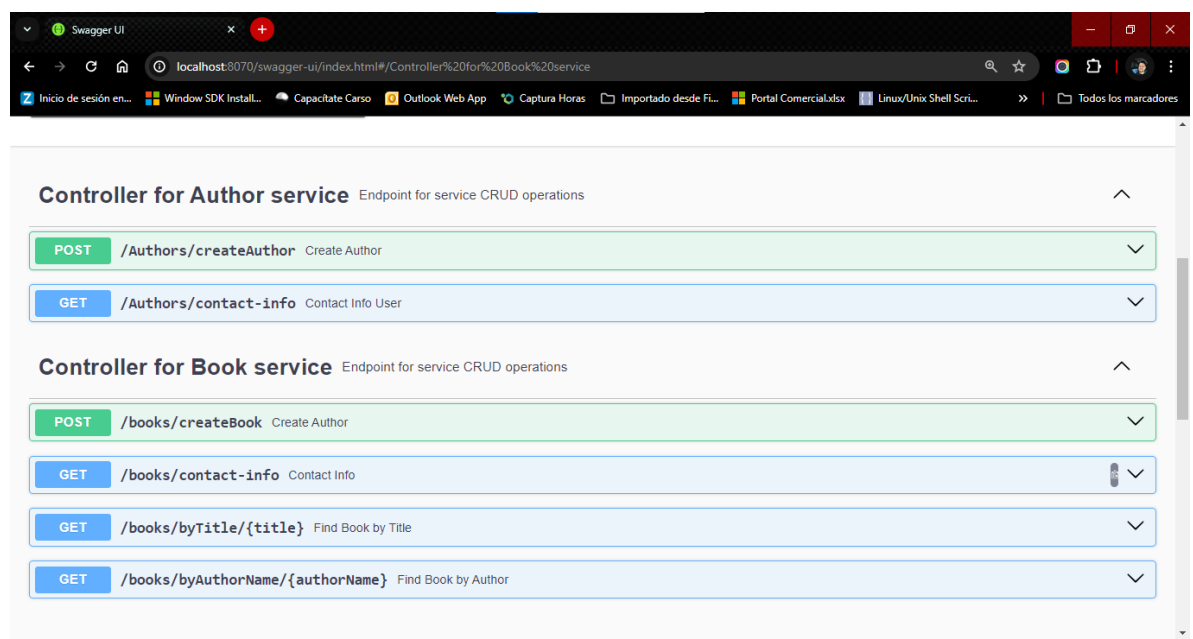 Swagger UI
localhost:8070/swagger-ui/index.html#/Controller%20for%20Book%20service
Inicio de sesión en... Window SDK Install... Capacítate Carso Outlook Web App Captura Horas Importado desde Fi... Portal Comercial.xlsx Linux/Unix Shell Scri... » Todos los marcadores
Controller for Author service Endpoint for service CRUD operations
POST /Authors/createAuthor Create Author
GET /Authors/contact-info Contact Info User
Controller for Book service Endpoint for service CRUD operations
POST /books/createBook Create Author
GET /books/contact-info Contact Info
GET /books/byTitle/{title} Find Book by Title
GET /books/byAuthorName/{authorName} Find Book by Author